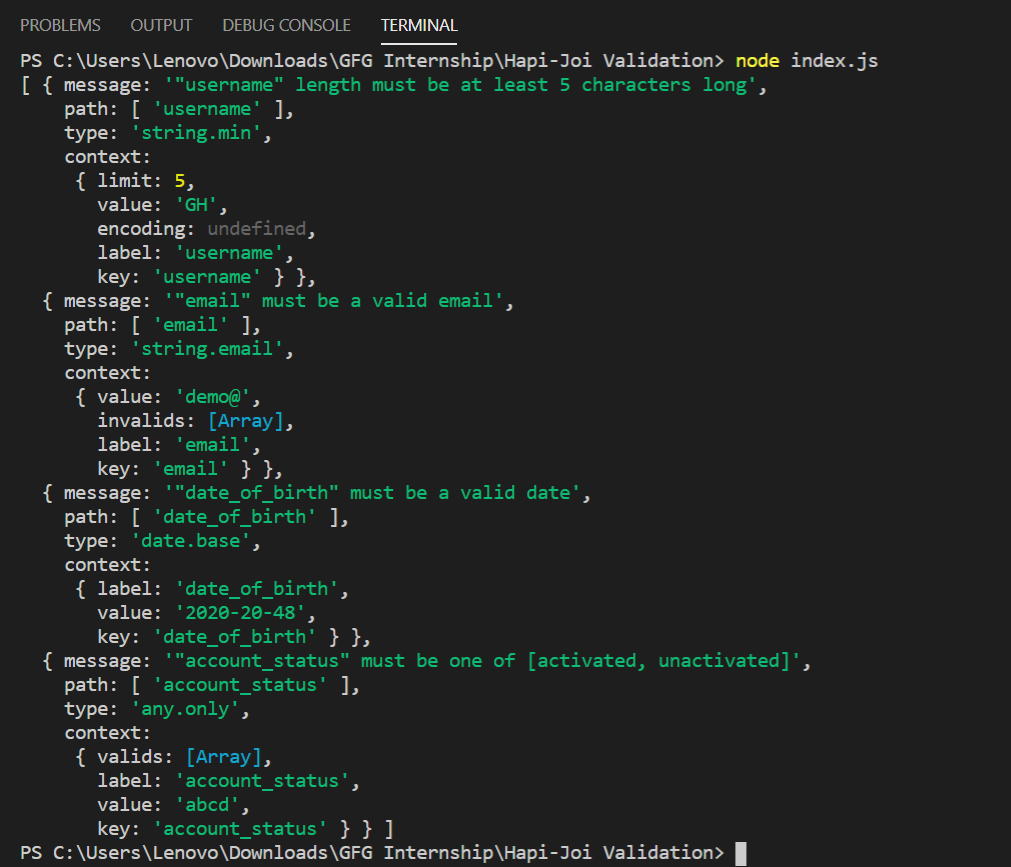 PROBLEMS OUTPUT DEBUG CONSOLE TERMINAL
PS C:\Users\Lenovo\Downloads\GFG Internship\Hapi-Joi Validation> node index.js
[ { message: '"username" length must be at least 5 characters long',
    path: [ 'username' ],
    type: 'string.min',
    context:
     { limit: 5,
       value: 'GH',
       encoding: undefined,
       label: 'username',
       key: 'username' } },
  { message: '"email" must be a valid email',
    path: [ 'email' ],
    type: 'string.email',
    context:
     { value: 'demo@',
       invalids: [Array],
       label: 'email',
       key: 'email' } },
  { message: '"date_of_birth" must be a valid date',
    path: [ 'date_of_birth' ],
    type: 'date.base',
    context:
     { label: 'date_of_birth',
       value: '2020-20-48',
       key: 'date_of_birth' } },
  { message: '"account_status" must be one of [activated, unactivated]',
    path: [ 'account_status' ],
    type: 'any.only',
    context:
     { valids: [Array],
       label: 'account_status',
       value: 'abcd',
       key: 'account_status' } } ]
PS C:\Users\Lenovo\Downloads\GFG Internship\Hapi-Joi Validation>